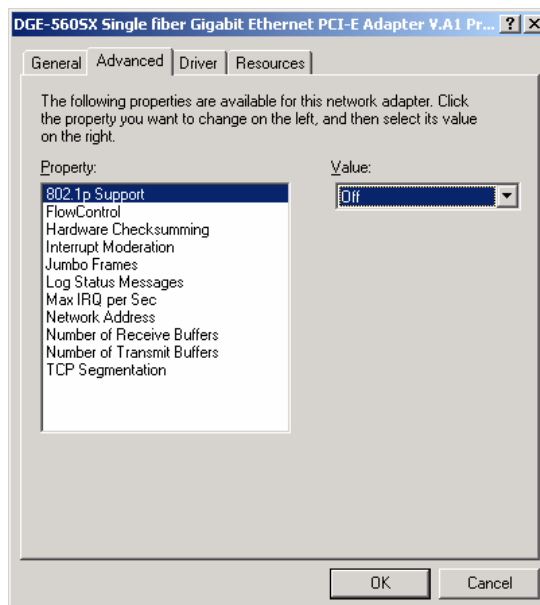 DGE-560SX Single fiber Gigabit Ethernet PCI-E Adapter V.A1 Pr... ? X
General Advanced Driver Resources
The following properties are available for this network adapter. Click
the property you want to change on the left, and then select its value
on the right.
Property: Value:
802.1p Support Off
FlowControl
Hardware Checksumming
Interrupt Moderation
Jumbo Frames
Log Status Messages
Max IRQ per Sec
Network Address
Number of Receive Buffers
Number of Transmit Buffers
TCP Segmentation
OK Cancel